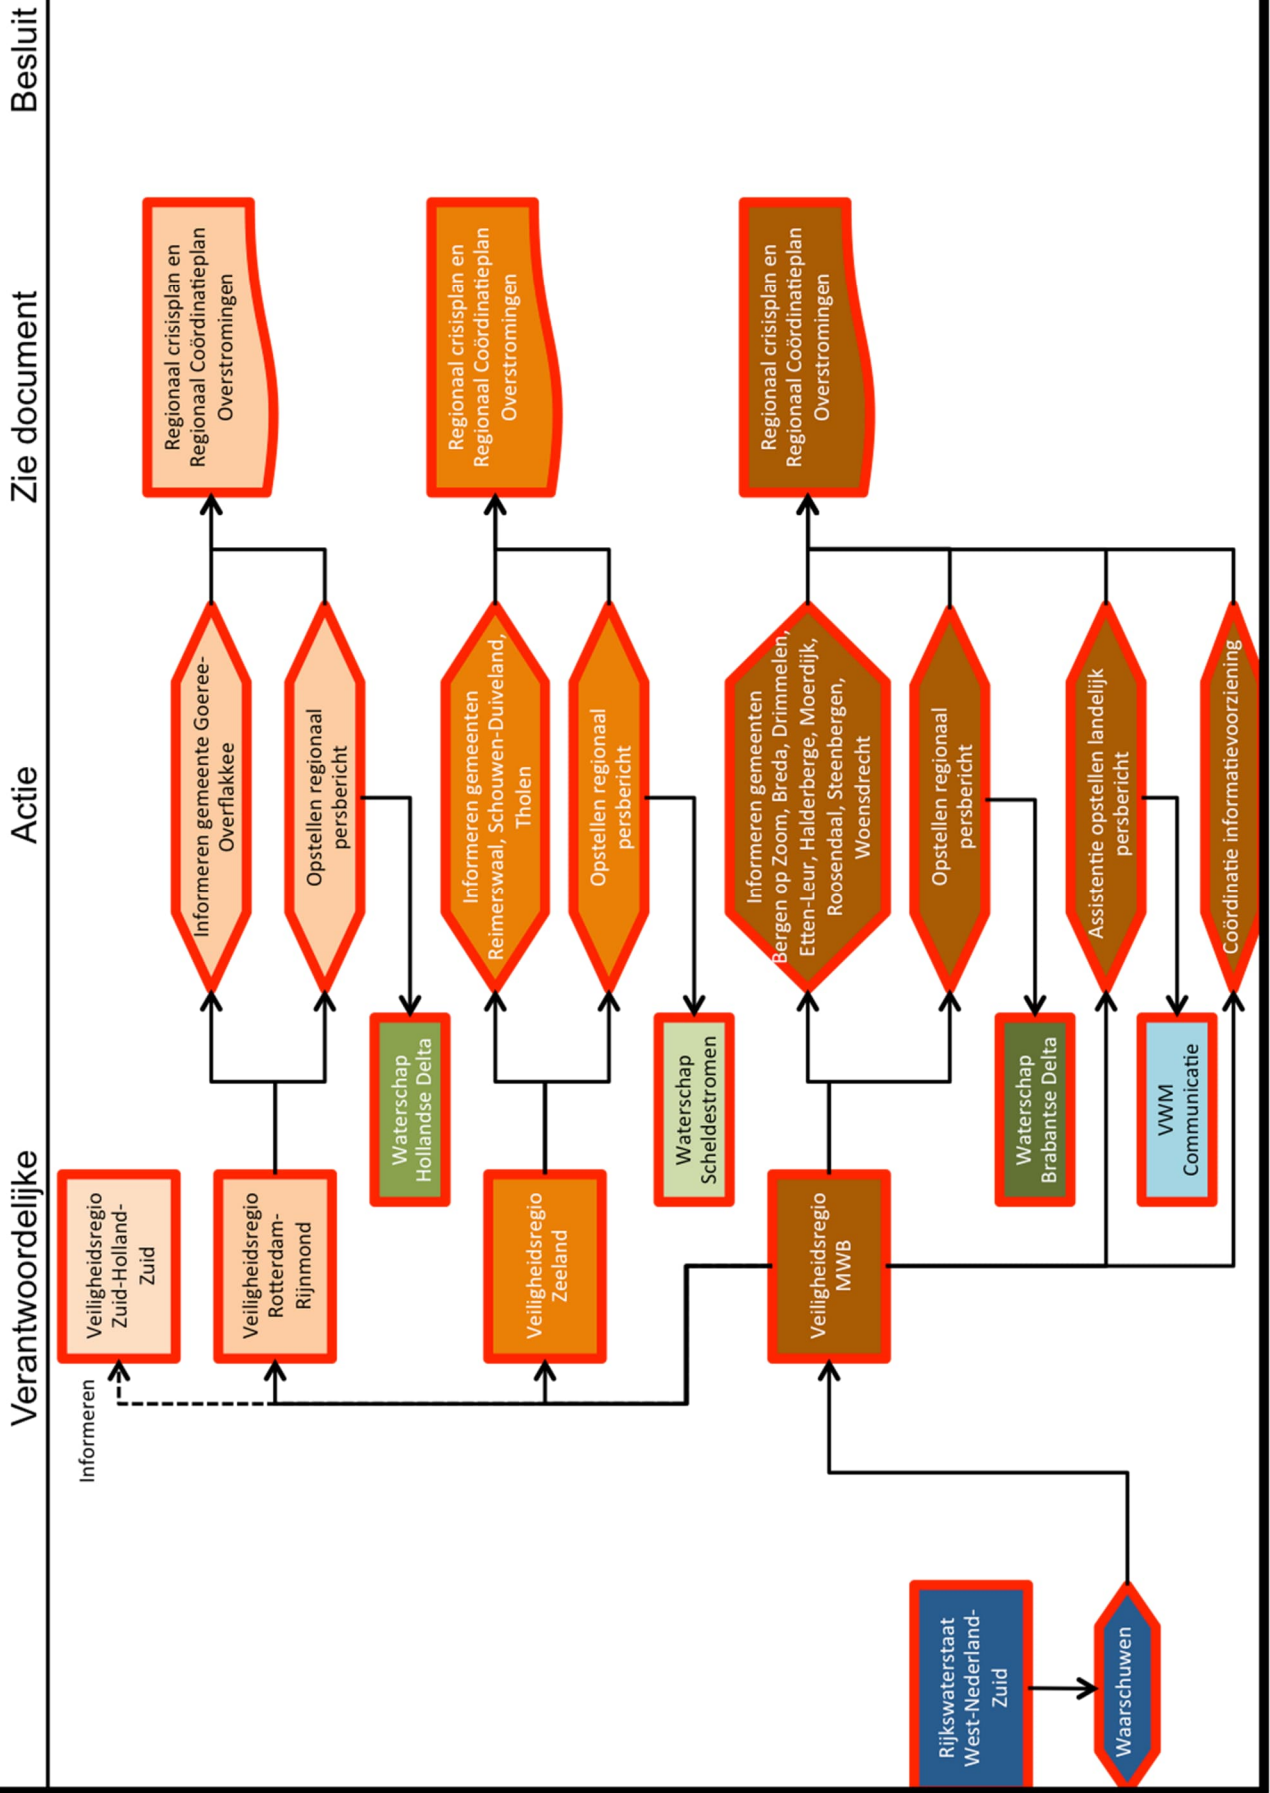 Verantwoordelijke
Actie
Zie document
Besluit
Informeren
Veiligheidsregio
Zuid-Holland-
Zuid
Veiligheidsregio
Rotterdam-
Rijnmond
Informeren gemeente Goeree-
Overflakkee
Regionaal crisisplan en
Regionaal Coördinatieplan
Overstromingen
Opstellen regionaal
persbericht
Waterschap
Hollandse Delta
Veiligheidsregio
Zeeland
Informeren gemeenten
Reimerswaal, Schouwen-Duiveland,
Tholen
Regionaal crisisplan en
Regionaal Coördinatieplan
Overstromingen
Opstellen regionaal
persbericht
Waterschap
Scheldestromen
Veiligheidsregio
MWB
Informeren gemeenten
Bergen op Zoom, Breda, Drimmelen,
Etten-Leur, Halderberge, Moerdijk,
Roosendaal, Steenbergen,
Woensdrecht
Regionaal crisisplan en
Regionaal Coördinatieplan
Overstromingen
Rijkswaterstaat
West-Nederland-
Zuid
Opstellen regionaal
persbericht
Waterschap
Brabantse Delta
Waarschuwen
Assistentie opstellen landelijk
persbericht
VWM
Communicatie
Coördinatie informatievoorziening